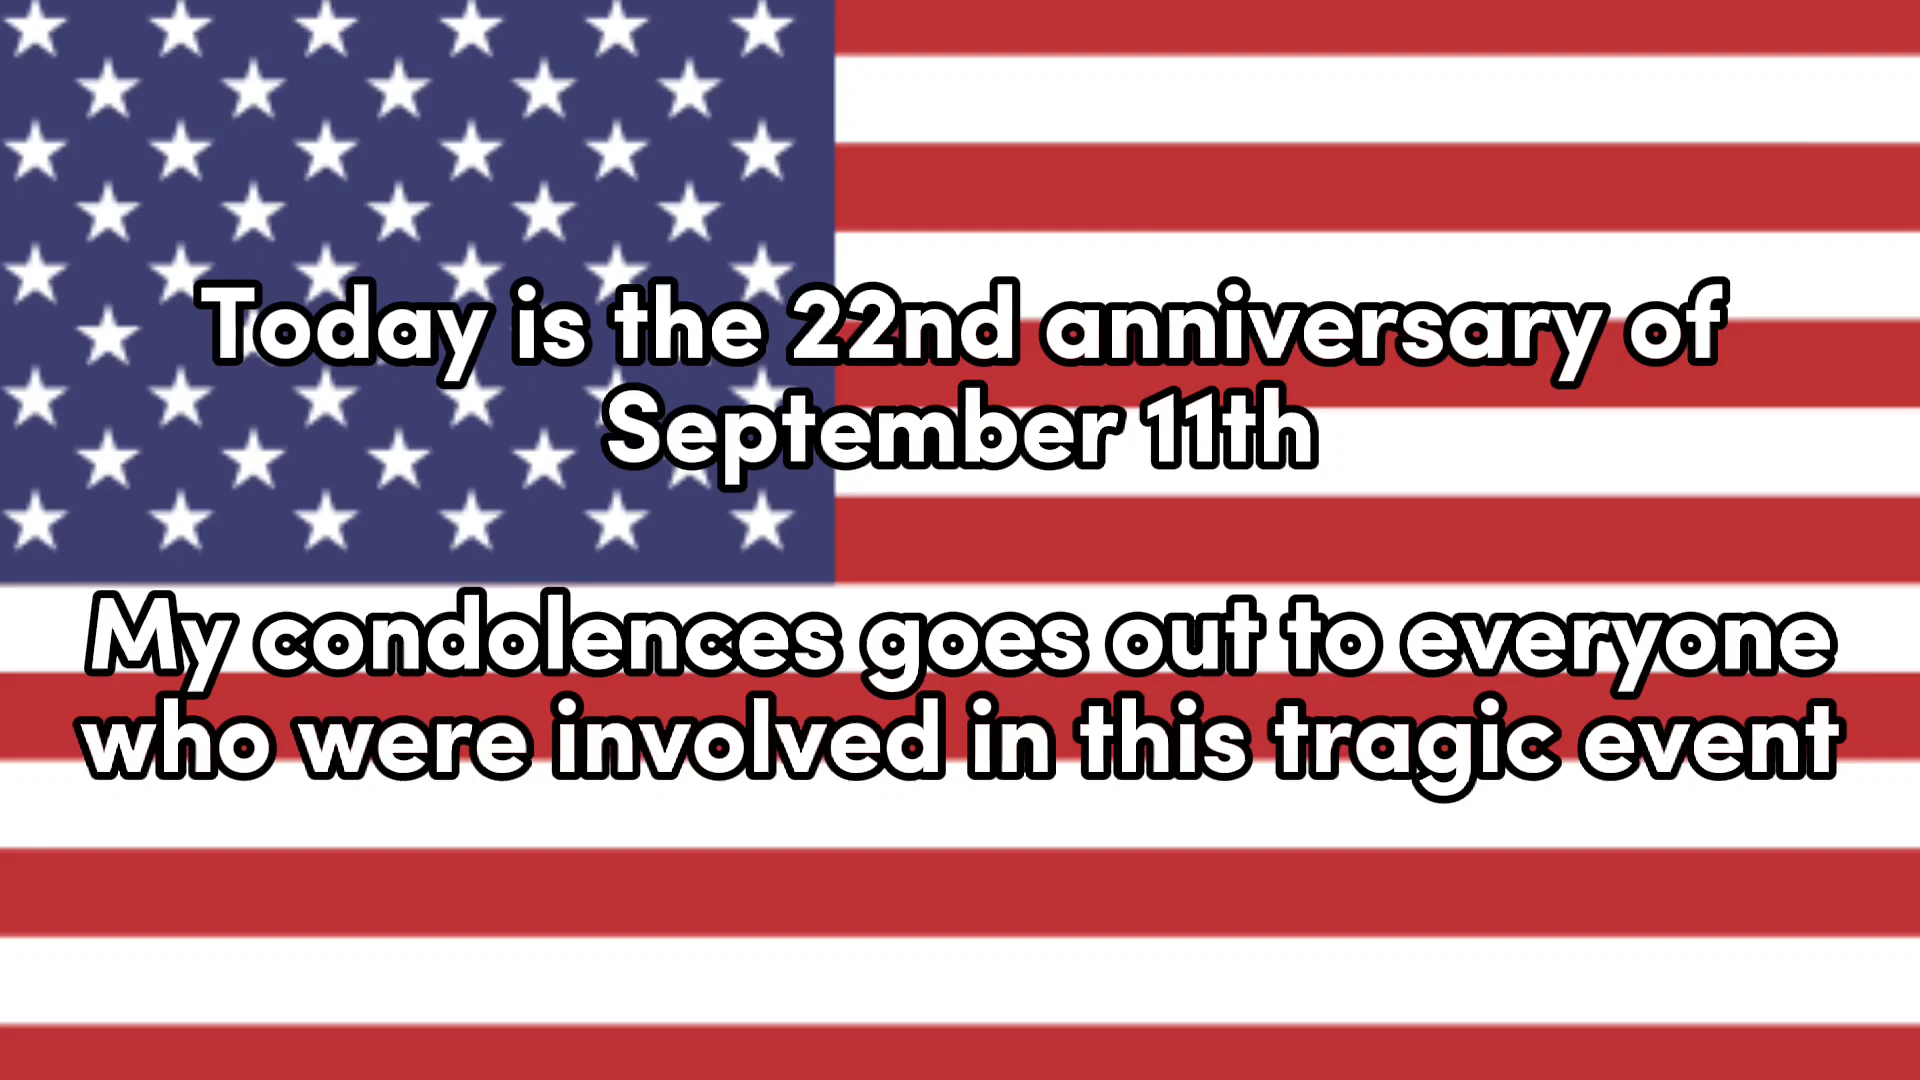 Today is the 22nd anniversary of
September 11th
My condolences goes out to everyone
who were involved in this tragic event